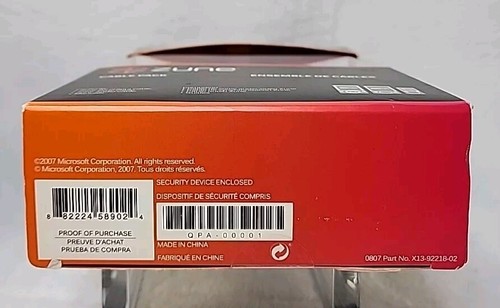 zune
CABLE PACK
ENSEMBLE DE CÂBLES
©2007 Microsoft Corporation. All rights reserved.
© Microsoft Corporation, 2007. Tous droits réservés.
SECURITY DEVICE ENCLOSED
DISPOSITIF DE SÉCURITÉ COMPRIS
8 82224 58902 4
QPA-00001
PROOF OF PURCHASE
PREUVE D'ACHAT
PRUEBA DE COMPRA
MADE IN CHINA
FABRIQUÉ EN CHINE
0807 Part No. X13-92218-02